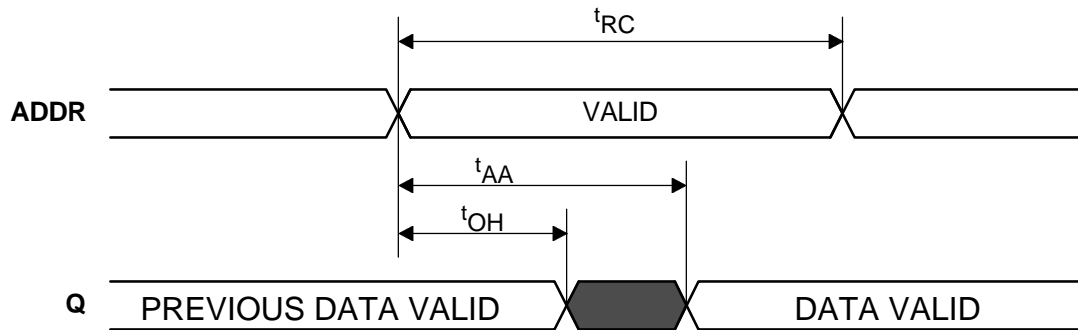 tRC
ADDR
VALID
tAA
tOH
Q
PREVIOUS DATA VALID
DATA VALID